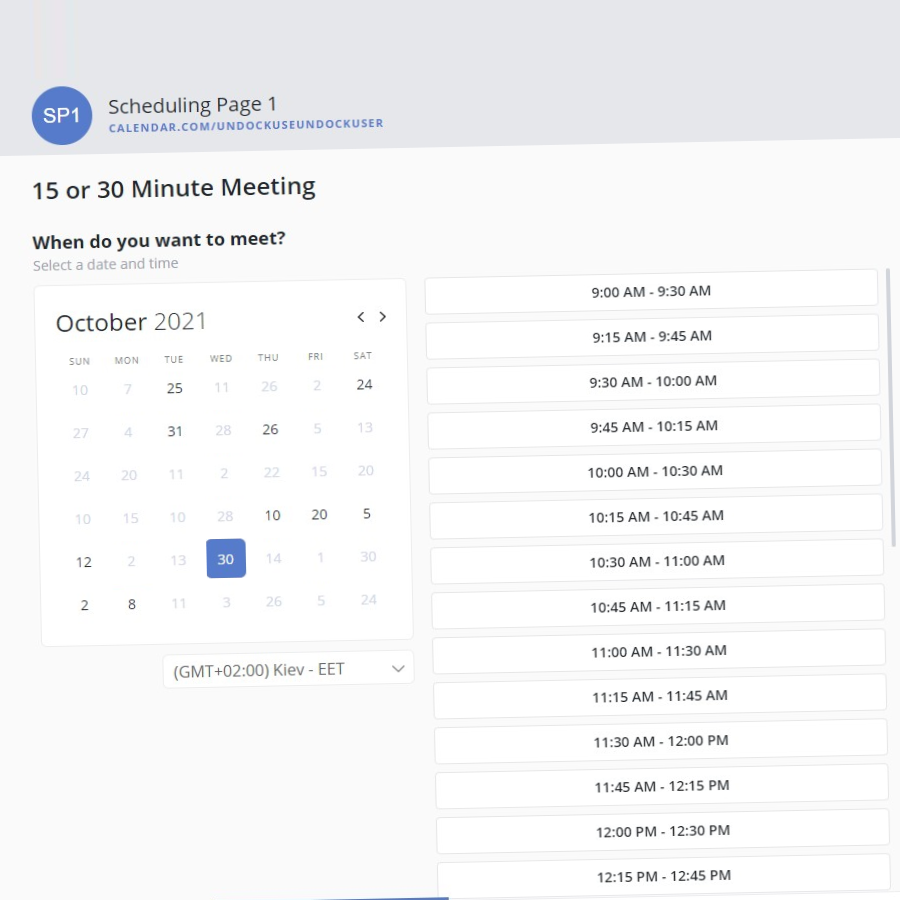 SP1
Scheduling Page 1
CALENDAR.COM/UNDOCKUSEUNDOCKUSER
15 or 30 Minute Meeting
When do you want to meet?
Select a date and time
October 2021
< >
SUN MON TUE WED THU FRI SAT
10 7 25 11 26 2 24
27 4 31 28 26 5 13
24 20 11 2 22 15 20
10 15 10 28 10 20 5
12 2 13 30 14 1 30
2 8 11 3 26 5 24
(GMT+02:00) Kiev - EET
9:00 AM - 9:30 AM
9:15 AM - 9:45 AM
9:30 AM - 10:00 AM
9:45 AM - 10:15 AM
10:00 AM - 10:30 AM
10:15 AM - 10:45 AM
10:30 AM - 11:00 AM
10:45 AM - 11:15 AM
11:00 AM - 11:30 AM
11:15 AM - 11:45 AM
11:30 AM - 12:00 PM
11:45 AM - 12:15 PM
12:00 PM - 12:30 PM
12:15 PM - 12:45 PM